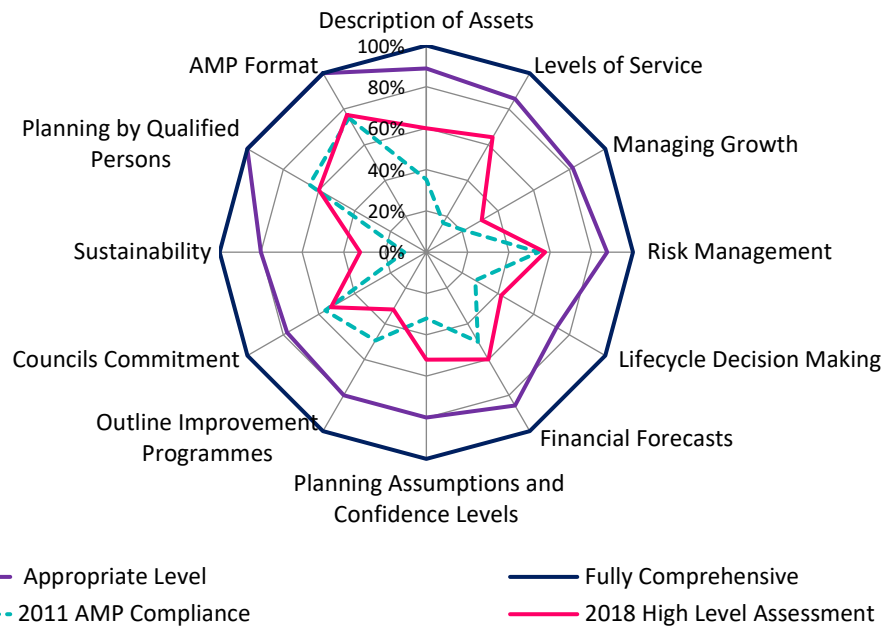 Description of Assets
100%
AMP Format
Levels of Service
80%
Planning by Qualified
Persons
60%
Managing Growth
40%
20%
Sustainability
0%
Risk Management
Councils Commitment
Lifecycle Decision Making
Outline Improvement
Programmes
Financial Forecasts
Planning Assumptions and
Confidence Levels
Appropriate Level
Fully Comprehensive
2011 AMP Compliance
2018 High Level Assessment